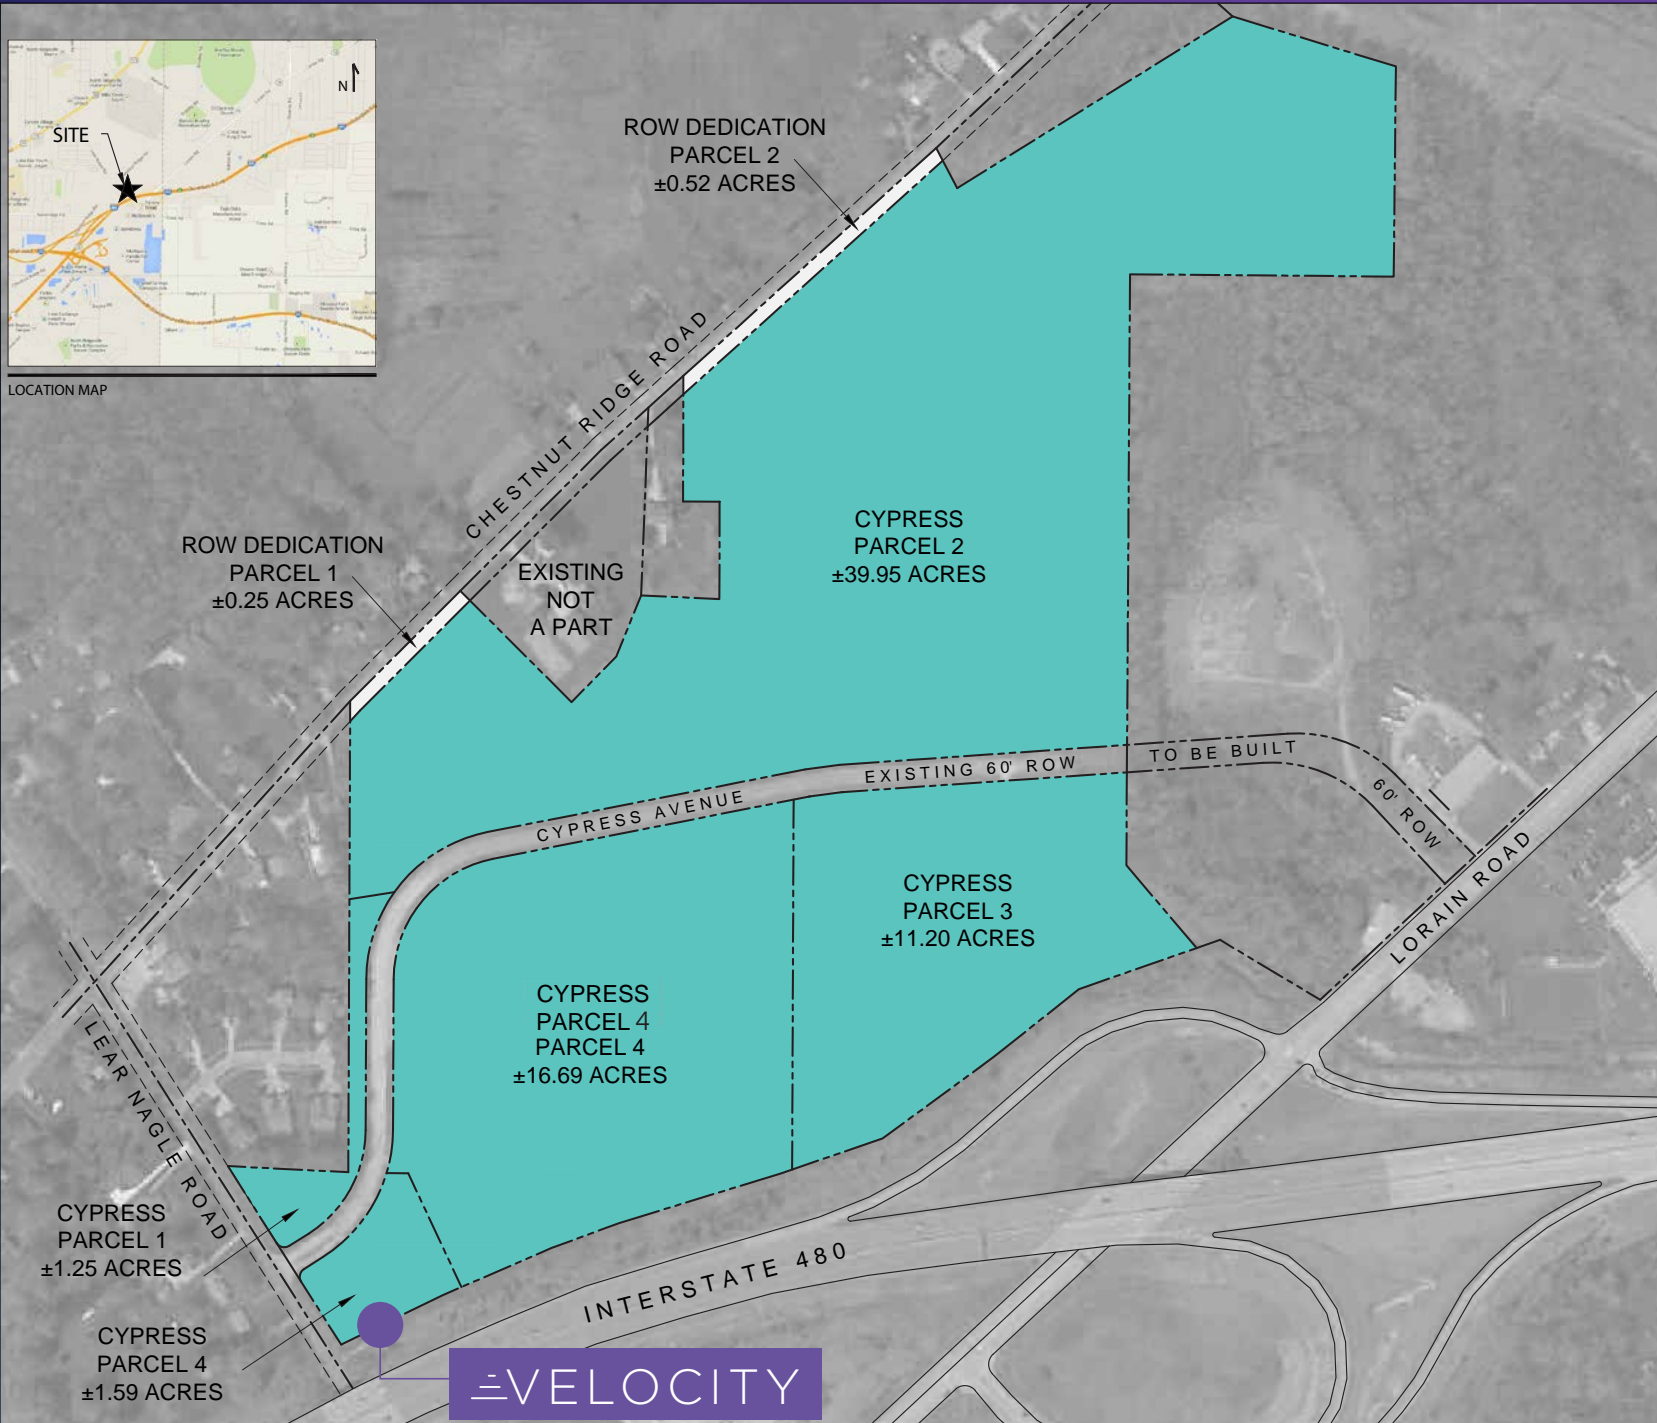 N
SITE
LOCATION MAP
ROW DEDICATION
PARCEL 2
±0.52 ACRES
CHESTNUT RIDGE ROAD
ROW DEDICATION
PARCEL 1
±0.25 ACRES
EXISTING
NOT
A PART
CYPRESS
PARCEL 2
±39.95 ACRES
CYPRESS AVENUE
EXISTING 60' ROW
TO BE BUILT
60' ROW
LORAIN ROAD
CYPRESS
PARCEL 3
±11.20 ACRES
CYPRESS
PARCEL 4
PARCEL 4
±16.69 ACRES
LEAR NAGLE ROAD
CYPRESS
PARCEL 1
±1.25 ACRES
CYPRESS
PARCEL 4
±1.59 ACRES
INTERSTATE 480
VELOCITY